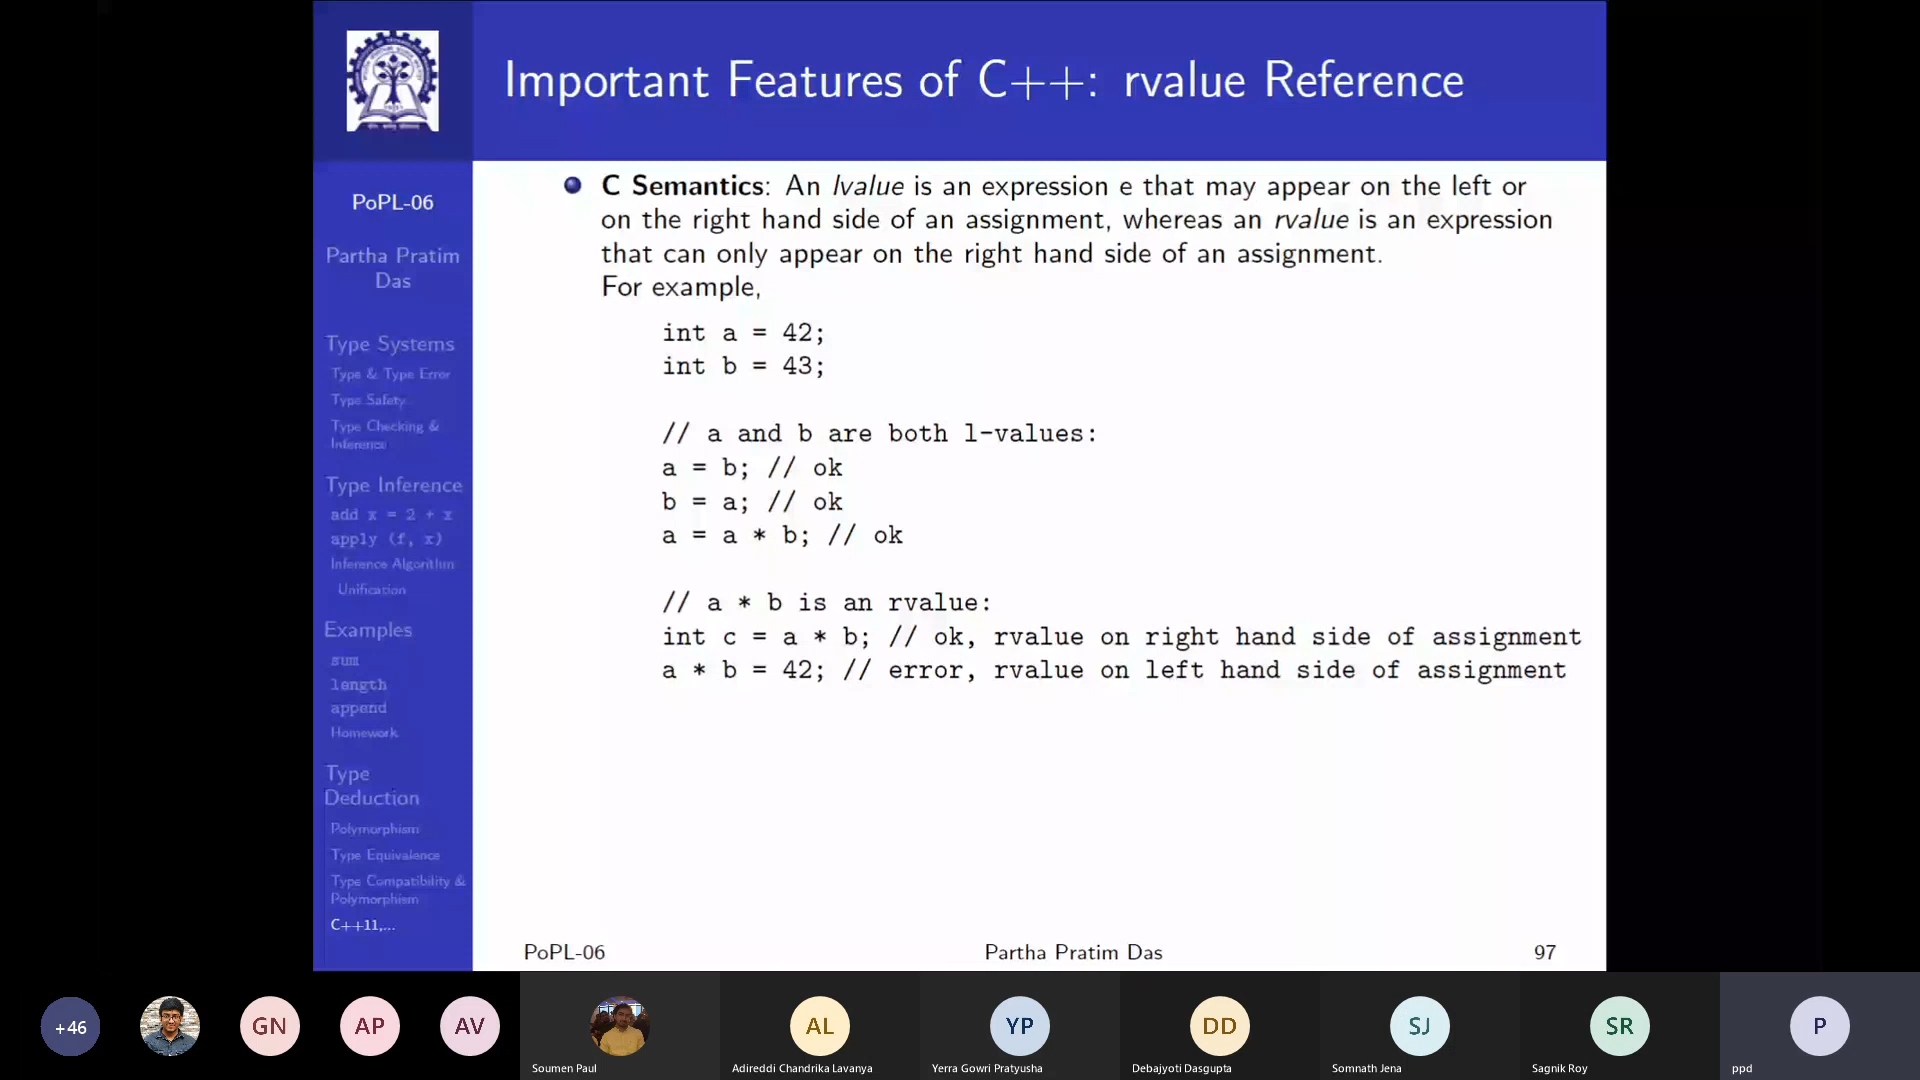 Important Features of C++: rvalue Reference
PoPL-06
Partha Pratim
Das
Type Systems
Type & Type Error
Type Safety
Type Checking &
Inference
Type Inference
add x = 2 + x
apply (f, x)
Inference Algorithm
Unification
Examples
sum
length
append
Homework
Type
Deduction
Polymorphism
Type Equivalence
Type Compatibility &
Polymorphism
C++11,...
C Semantics: An lvalue is an expression e that may appear on the left or
on the right hand side of an assignment, whereas an rvalue is an expression
that can only appear on the right hand side of an assignment.
For example,
int a = 42;
int b = 43;
// a and b are both l-values:
a = b; // ok
b = a; // ok
a = a * b; // ok
// a * b is an rvalue:
int c = a * b; // ok, rvalue on right hand side of assignment
a * b = 42; // error, rvalue on left hand side of assignment
PoPL-06
Partha Pratim Das
97
+46
GN
AP
AV
Soumen Paul
AL
Adireddi Chandrika Lavanya
YP
Yerra Gowri Pratyusha
DD
Debajyoti Dasgupta
SJ
Somnath Jena
SR
Sagnik Roy
P
ppd